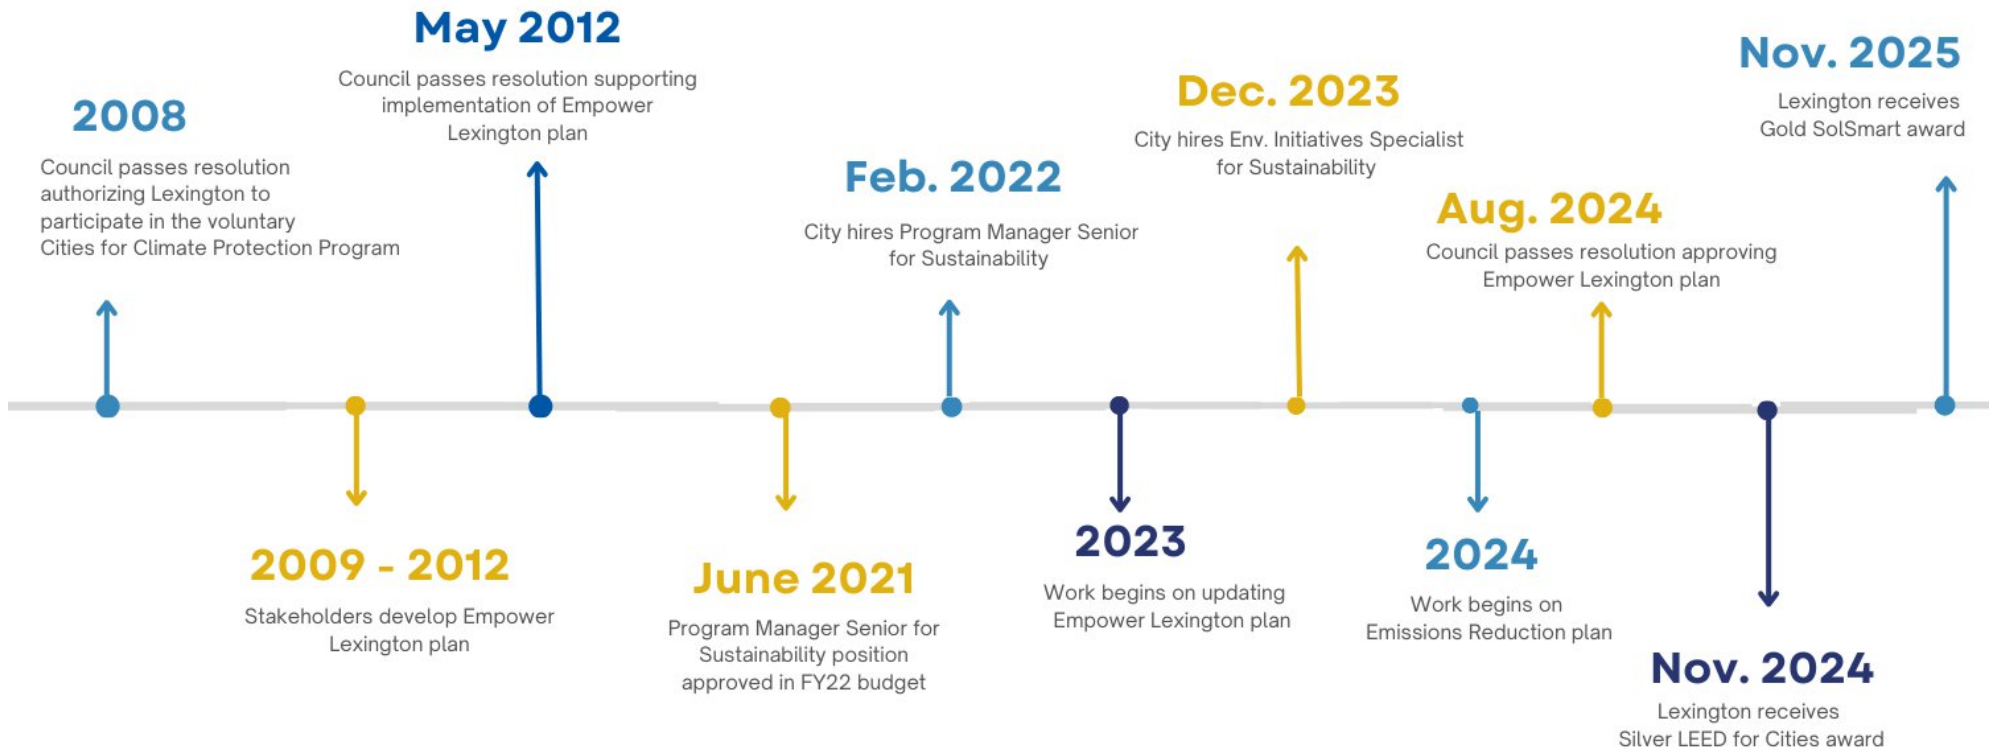 2008
Council passes resolution
authorizing Lexington to
participate in the voluntary
Cities for Climate Protection Program
2009 - 2012
Stakeholders develop Empower
Lexington plan
May 2012
Council passes resolution supporting
implementation of Empower
Lexington plan
June 2021
Program Manager Senior for
Sustainability position
approved in FY22 budget
Feb. 2022
City hires Program Manager Senior
for Sustainability
2023
Work begins on updating
Empower Lexington plan
Dec. 2023
City hires Env. Initiatives Specialist
for Sustainability
2024
Work begins on
Emissions Reduction plan
Aug. 2024
Council passes resolution approving
Empower Lexington plan
Nov. 2024
Lexington receives
Silver LEED for Cities award
Nov. 2025
Lexington receives
Gold SolSmart award